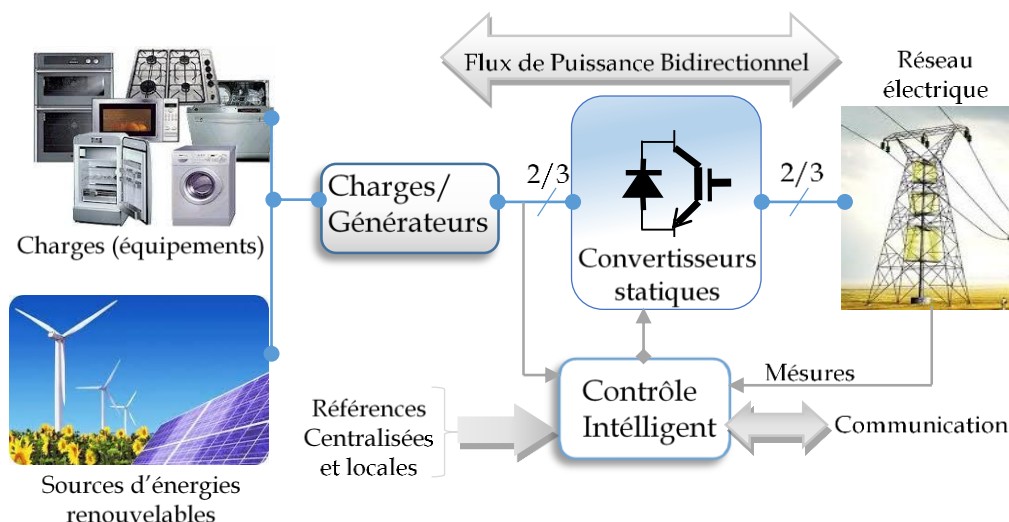 Flux de Puissance Bidirectionnel
Réseau
électrique
Charges (équipements)
Charges/
Générateurs
2/3
2/3
Convertisseurs
statiques
Sources d'énergies
renouvelables
Références
Centralisées
et locales
Contrôle
Intélligent
Mésures
Communication